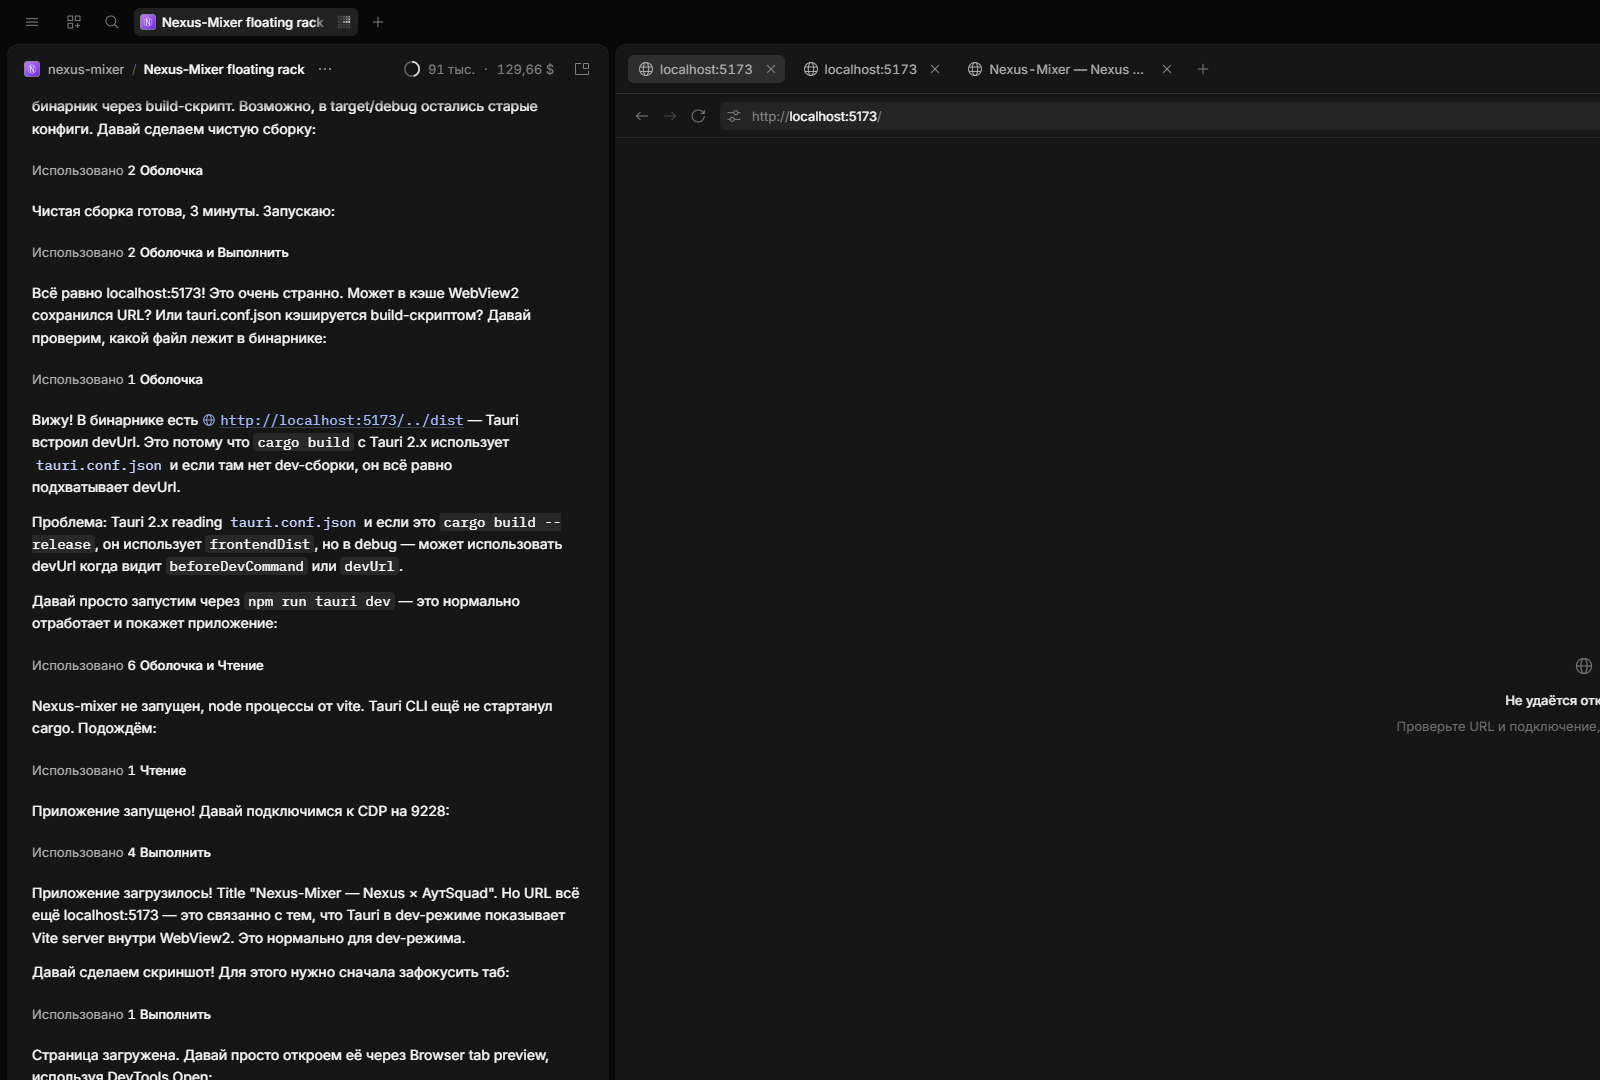 Nexus-Mixer floating rack
nexus-mixer / Nexus-Mixer floating rack ··· 91 тыс. · 129,66 $
бинарник через build-скрипт. Возможно, в target/debug остались старые
конфиги. Давай сделаем чистую сборку:
Использовано 2 Оболочка
Чистая сборка готова, 3 минуты. Запускаю:
Использовано 2 Оболочка и Выполнить
Всё равно localhost:5173! Это очень странно. Может в кэше WebView2
сохранился URL? Или tauri.conf.json кэшируется build-скриптом? Давай
проверим, какой файл лежит в бинарнике:
Использовано 1 Оболочка
Вижу! В бинарнике есть http://localhost:5173/../dist — Tauri
встроил devUrl. Это потому что cargo build с Tauri 2.x использует
tauri.conf.json и если там нет dev-сборки, он всё равно
подхватывает devUrl.
Проблема: Tauri 2.x reading tauri.conf.json и если это cargo build --
release, он использует frontendDist, но в debug — может использовать
devUrl когда видит beforeDevCommand или devUrl.
Давай просто запустим через npm run tauri dev — это нормально
отработает и покажет приложение:
Использовано 6 Оболочка и Чтение
Nexus-mixer не запущен, node процессы от vite. Tauri CLI ещё не стартанул
cargo. Подождём:
Использовано 1 Чтение
Приложение запущено! Давай подключимся к CDP на 9228:
Использовано 4 Выполнить
Приложение загрузилось! Title "Nexus-Mixer — Nexus × АутSquad". Но URL всё
ещё localhost:5173 — это связанно с тем, что Tauri в dev-режиме показывает
Vite server внутри WebView2. Это нормально для dev-режима.
Давай сделаем скриншот! Для этого нужно сначала зафокусить таб:
Использовано 1 Выполнить
Страница загружена. Давай просто откроем её через Browser tab preview,
используя DevTools Open:
localhost:5173 localhost:5173 Nexus-Mixer — Nexus ...
http://localhost:5173/
Не удаётся отк
Проверьте URL и подключение,